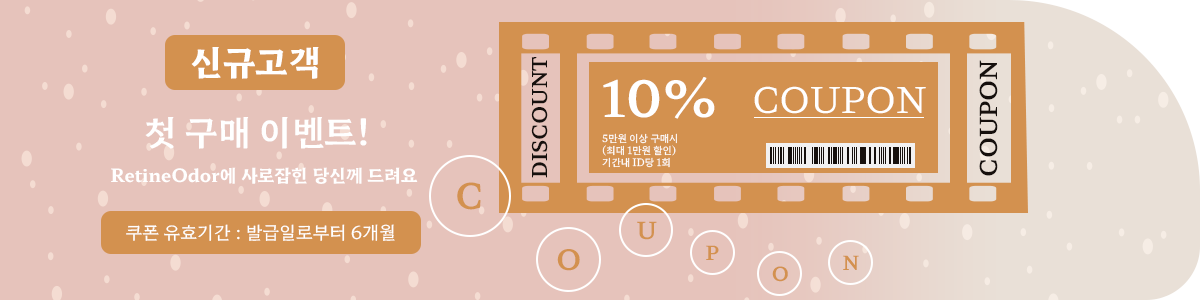 신규고객
첫 구매 이벤트!
RetineOdor에 사로잡힌 당신께 드려요
쿠폰 유효기간 : 발급일로부터 6개월
DISCOUNT
10%
5만원 이상 구매시
(최대 1만원 할인)
기간내 ID당 1회
COUPON
COUPON
C
O
U
P
O
N